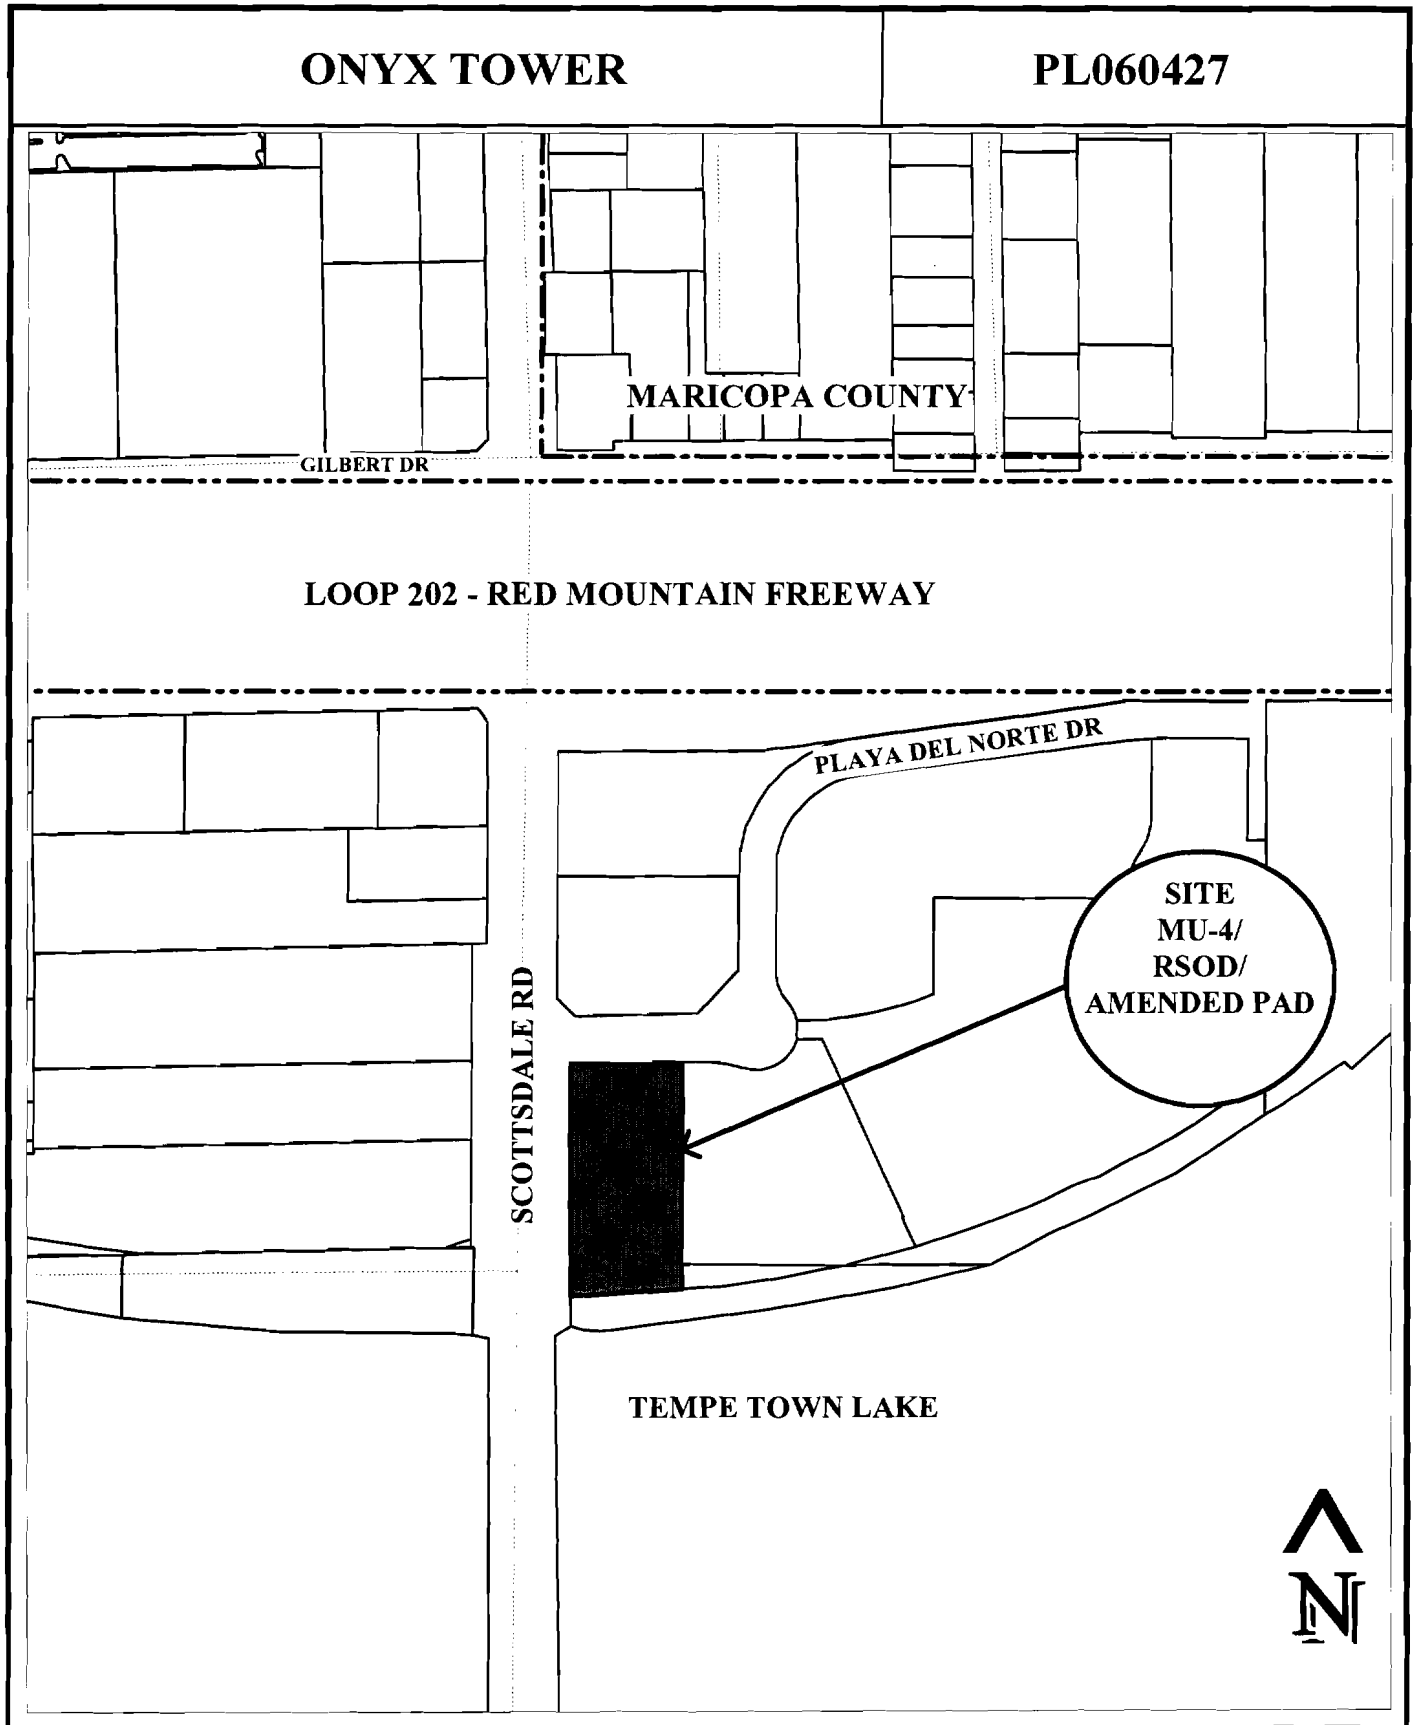 ONYX TOWER
PL060427
MARICOPA COUNTY
GILBERT DR
LOOP 202 - RED MOUNTAIN FREEWAY
PLAYA DEL NORTE DR
SITE
MU-4/
RSOD/
AMENDED PAD
SCOTTSDALE RD
TEMPE TOWN LAKE
N